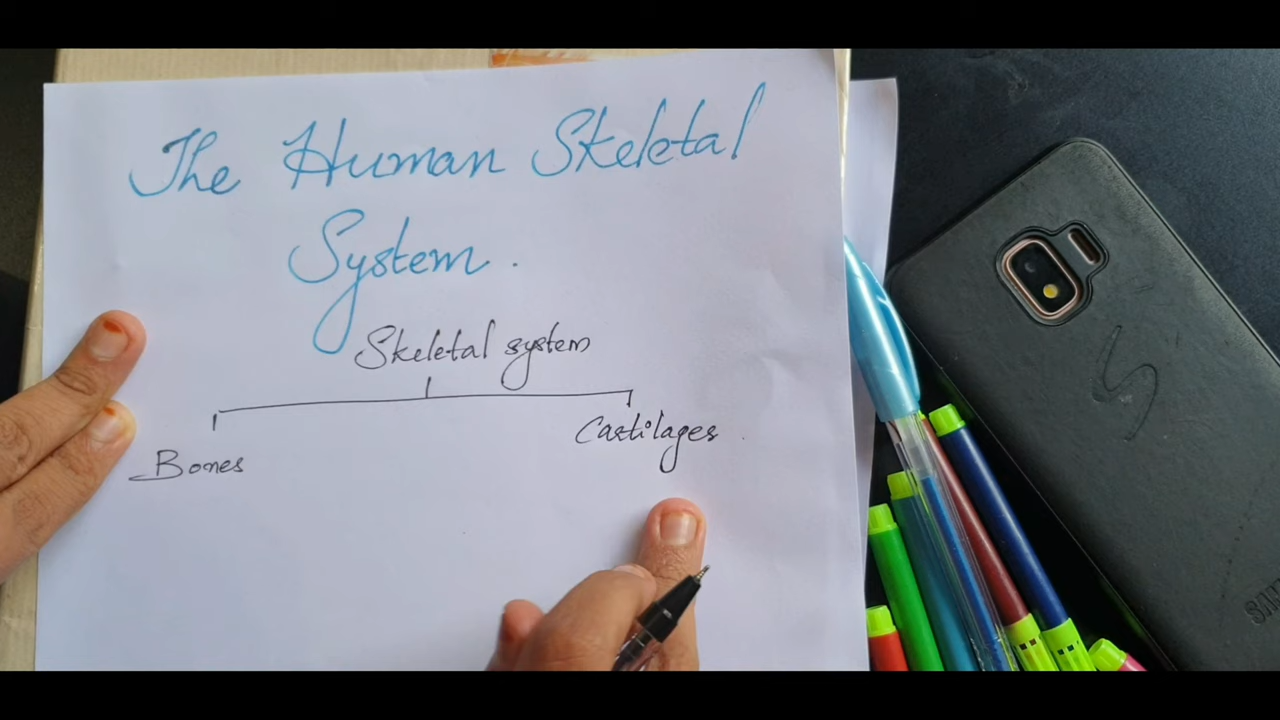 The Human Skeletal
System.
Skeletal system
Bones
Cartilages.